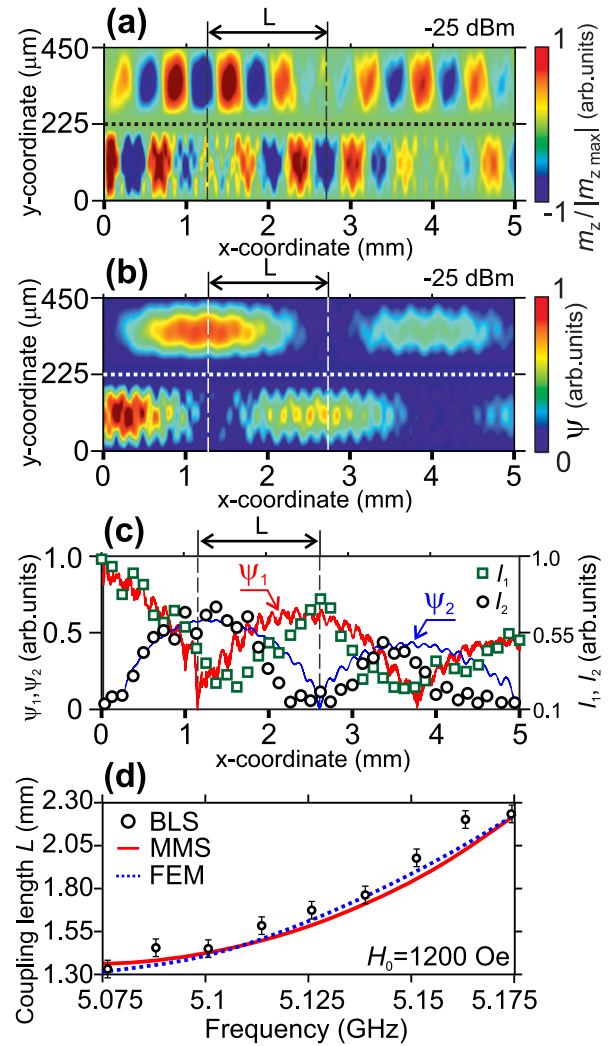 (a)
L
-25 dBm
450
225
0
y-coordinate (μm)
0 1 2 3 4 5
x-coordinate (mm)
1
-1
m_z/|m_z max| (arb.units)
(b)
L
-25 dBm
450
225
0
y-coordinate (μm)
0 1 2 3 4 5
x-coordinate (mm)
1
0
Ψ (arb.units)
(c)
L
1.0
0.5
0
Ψ₁,Ψ₂ (arb.units)
Ψ₁
Ψ₂
I₁
I₂
1.0
0.55
0.1
I₁, I₂ (arb.units)
0 1 2 3 4 5
x-coordinate (mm)
(d)
2.30
2.05
1.80
1.55
1.30
Coupling length L (mm)
BLS
MMS
FEM
H₀=1200 Oe
5.075 5.1 5.125 5.15 5.175
Frequency (GHz)